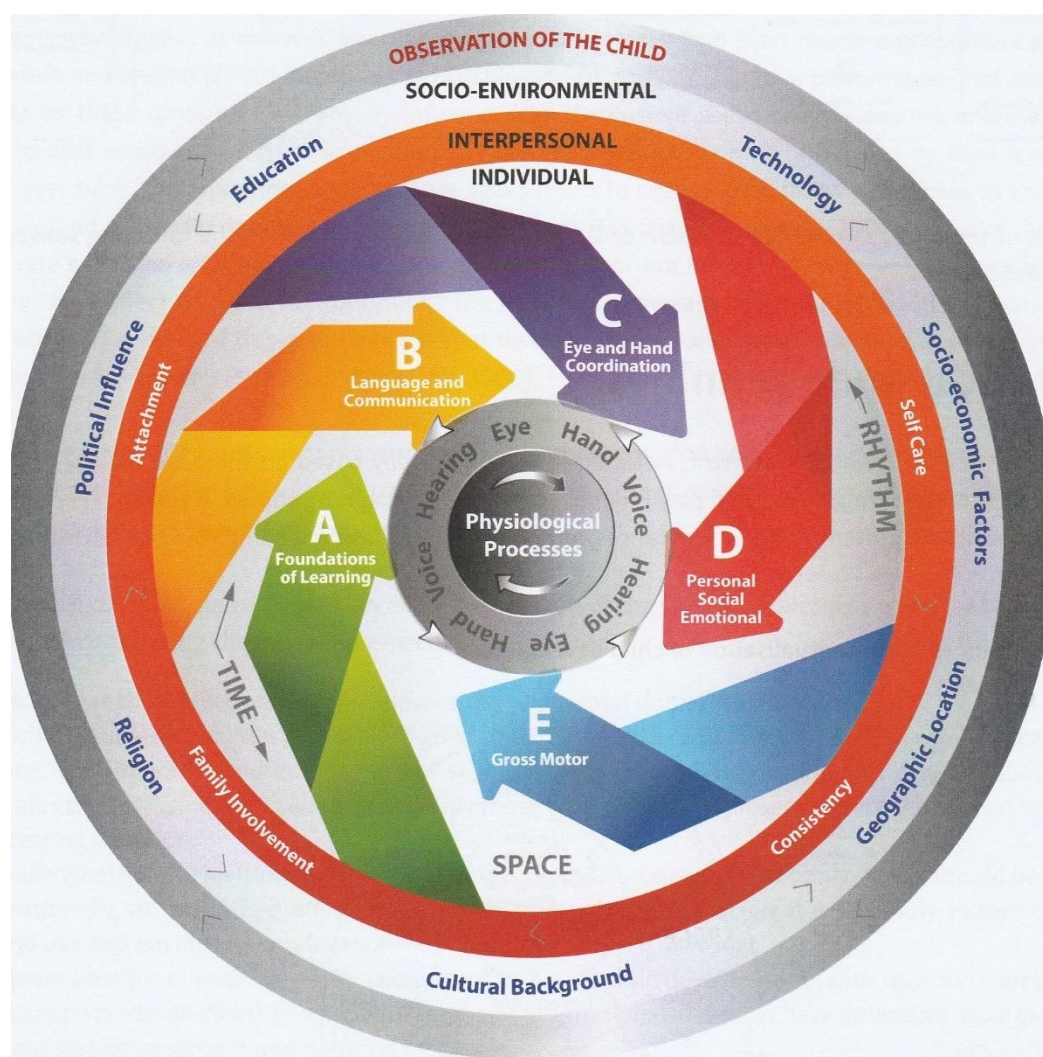 OBSERVATION OF THE CHILD
SOCIO-ENVIRONMENTAL
INTERPERSONAL
INDIVIDUAL
Education
Technology
Political Influence
Socio-economic Factors
Religion
Geographic Location
Cultural Background
Attachment
Self Care
Family Involvement
Consistency
C
Eye and Hand
Coordination
B
Language and
Communication
A
Foundations
of Learning
D
Personal
Social
Emotional
E
Gross Motor
RHYTHM
TIME
SPACE
Eye Hand Voice Hearing Eye Hand Voice Hearing
Physiological
Processes